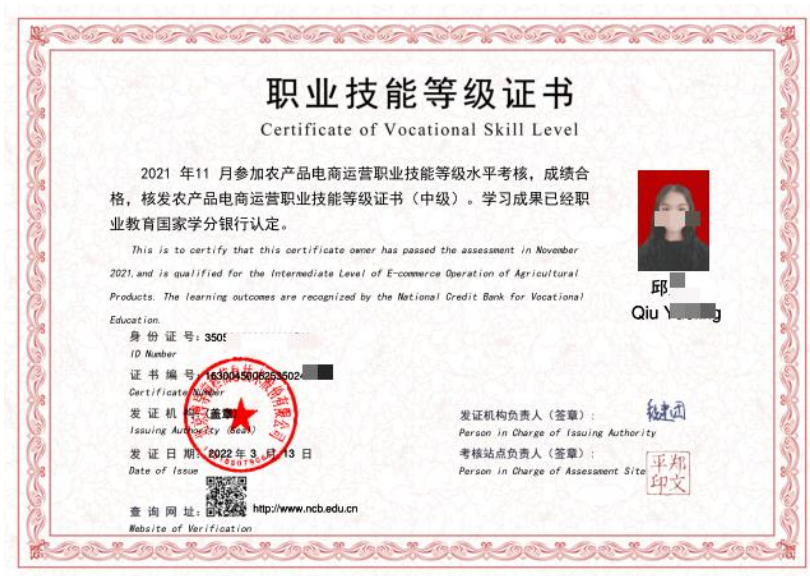 职业技能等级证书
Certificate of Vocational Skill Level
2021 年11 月参加农产品电商运营职业技能等级水平考核，成绩合
格，核发农产品电商运营职业技能等级证书（中级）。学习成果已经职
业教育国家学分银行认定。
This is to certify that this certificate owner has passed the assessment in November
2021,and is qualified for the Intermediate Level of E-commerce Operation of Agricultural
Products. The learning outcomes are recognized by the National Credit Bank for Vocational
Education.
邱
Qiu
身 份 证 号：
ID Number
证 书 编 号：
Certificate Number
发 证 机 构（盖章）
Issuing Authority (Seal)
发 证 日 期：2022 年 3 月 13 日
Date of Issue
查 询 网 址：http://www.ncb.edu.cn
Website of Verification
发证机构负责人（签章）：
Person in Charge of Issuing Authority
考核站点负责人（签章）：
Person in Charge of Assessment Site
郑文平印